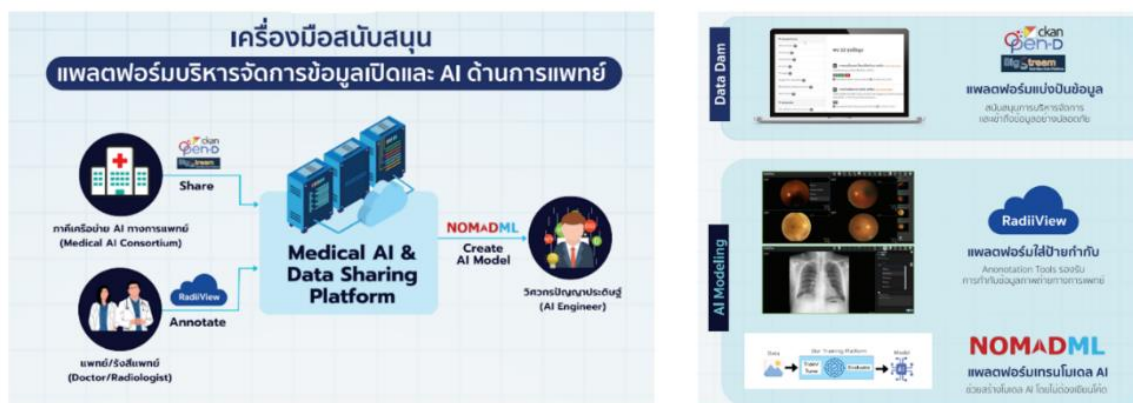 เครื่องมือสนับสนุน
แพลตฟอร์มบริหารจัดการข้อมูลเปิดและ AI ด้านการแพทย์
ckan
Open-D
BigStream
Share
ภาคีเครือข่าย AI ทางการแพทย์
(Medical AI Consortium)
RadiiView
Annotate
แพทย์/รังสีแพทย์
(Doctor/Radiologist)
Medical AI &
Data Sharing
Platform
NOMADML
Create
AI Model
วิศวกรปัญญาประดิษฐ์
(AI Engineer)
Data Dam
ckan
Open-D
BigStream
แพลตฟอร์มแบ่งปันข้อมูล
สนับสนุนการบริหารจัดการ
และเข้าถึงข้อมูลอย่างปลอดภัย
AI Modeling
RadiiView
แพลตฟอร์มใส่ป้ายกำกับ
Anonotation Tools รองรับ
การกำกับข้อมูลภาพถ่ายทางการแพทย์
Data
Our Training Platform
Model
Train/
Tune
Evaluate
NOMADML
แพลตฟอร์มเทรนโมเดล AI
ช่วยสร้างโมเดล AI โดยไม่ต้องเขียนโค้ด